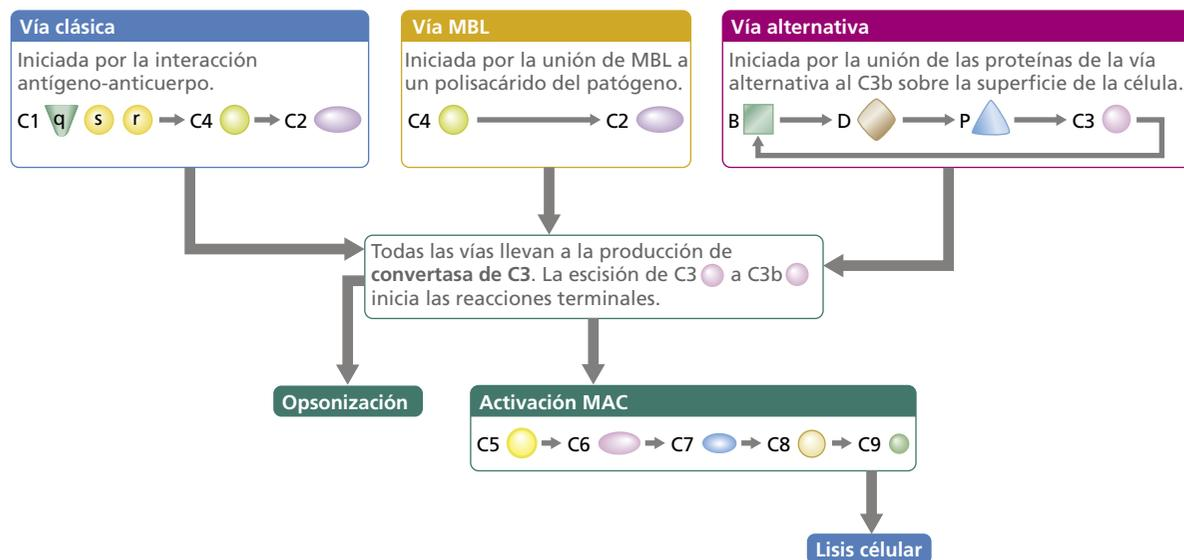 Vía clásica
Iniciada por la interacción
antígeno-anticuerpo.
C1 q s r C4 C2
Vía MBL
Iniciada por la unión de MBL a
un polisacárido del patógeno.
C4 C2
Vía alternativa
Iniciada por la unión de las proteínas de la vía
alternativa al C3b sobre la superficie de la célula.
B D P C3
Todas las vías llevan a la producción de
convertasa de C3. La escisión de C3 a C3b
inicia las reacciones terminales.
Opsonización
Activación MAC
C5 C6 C7 C8 C9
Lisis célular